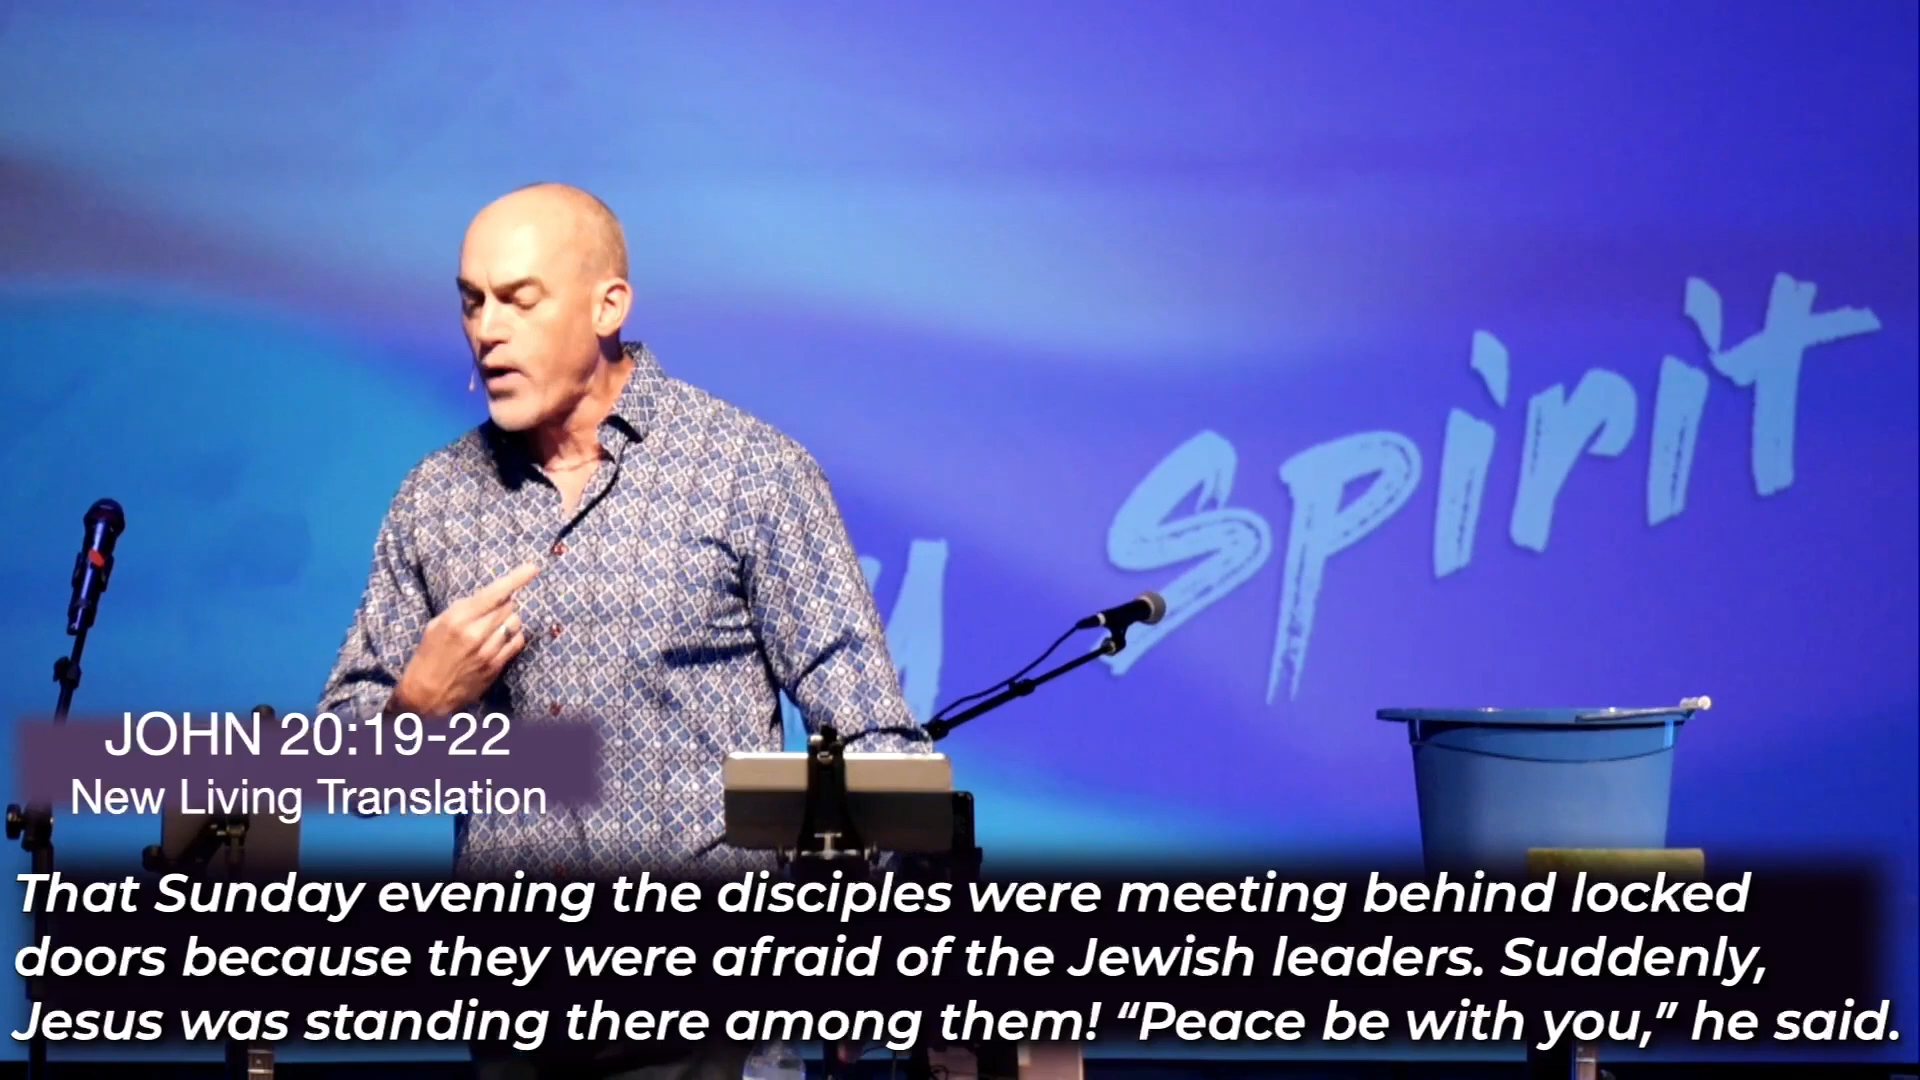 Spirit
JOHN 20:19-22
New Living Translation
That Sunday evening the disciples were meeting behind locked
doors because they were afraid of the Jewish leaders. Suddenly,
Jesus was standing there among them! “Peace be with you,” he said.